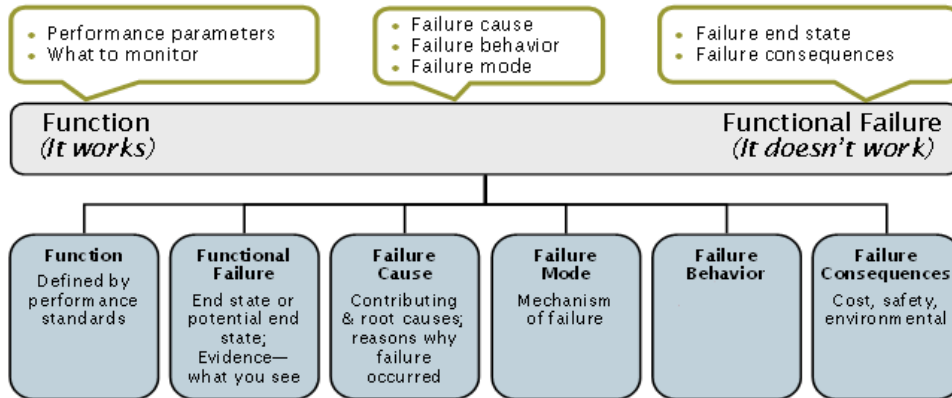 • Performance parameters
• What to monitor
• Failure cause
• Failure behavior
• Failure mode
• Failure end state
• Failure consequences
Function
(It works)
Functional Failure
(It doesn't work)
Function
Defined by
performance
standards
Functional
Failure
End state or
potential end
state;
Evidence—
what you see
Failure
Cause
Contributing
& root causes;
reasons why
failure
occurred
Failure
Mode
Mechanism
of failure
Failure
Behavior
Failure
Consequences
Cost, safety,
environmental